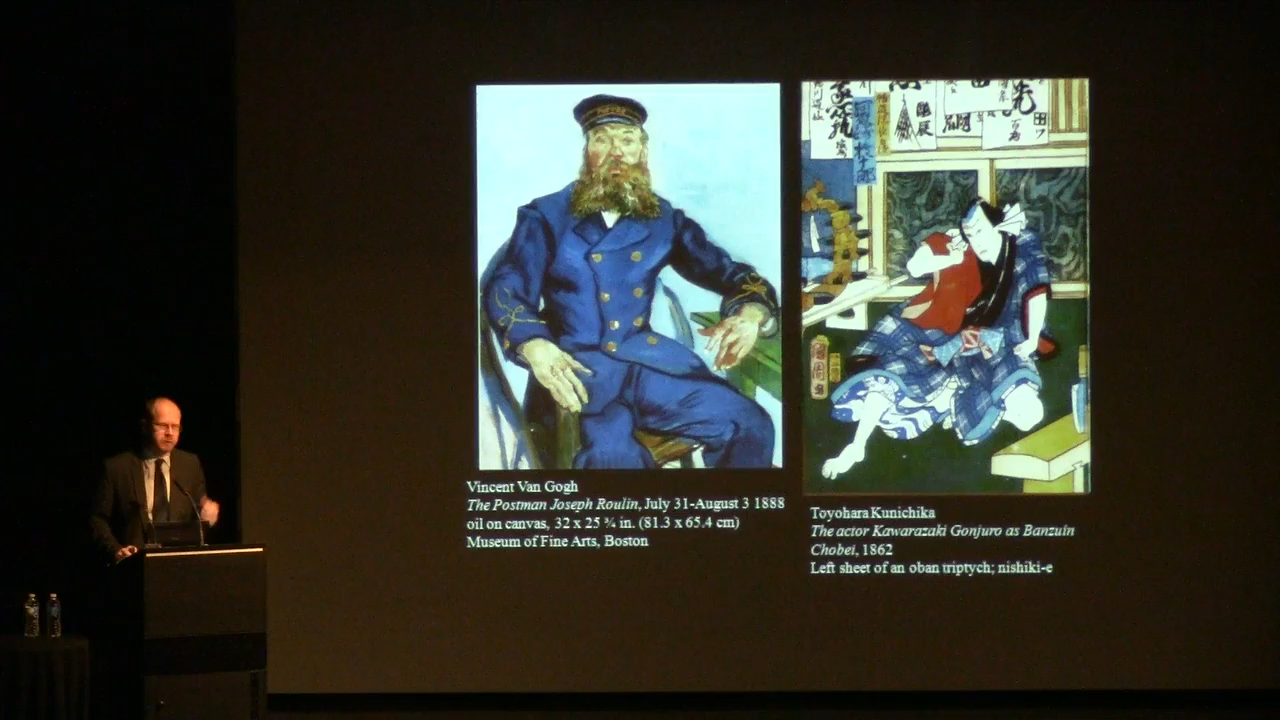 Vincent Van Gogh
The Postman Joseph Roulin, July 31-August 3 1888
oil on canvas, 32 x 25 ¾ in. (81.3 x 65.4 cm)
Museum of Fine Arts, Boston
Toyohara Kunichika
The actor Kawarazaki Gonjuro as Banzuin
Chobei, 1862
Left sheet of an oban triptych; nishiki-e